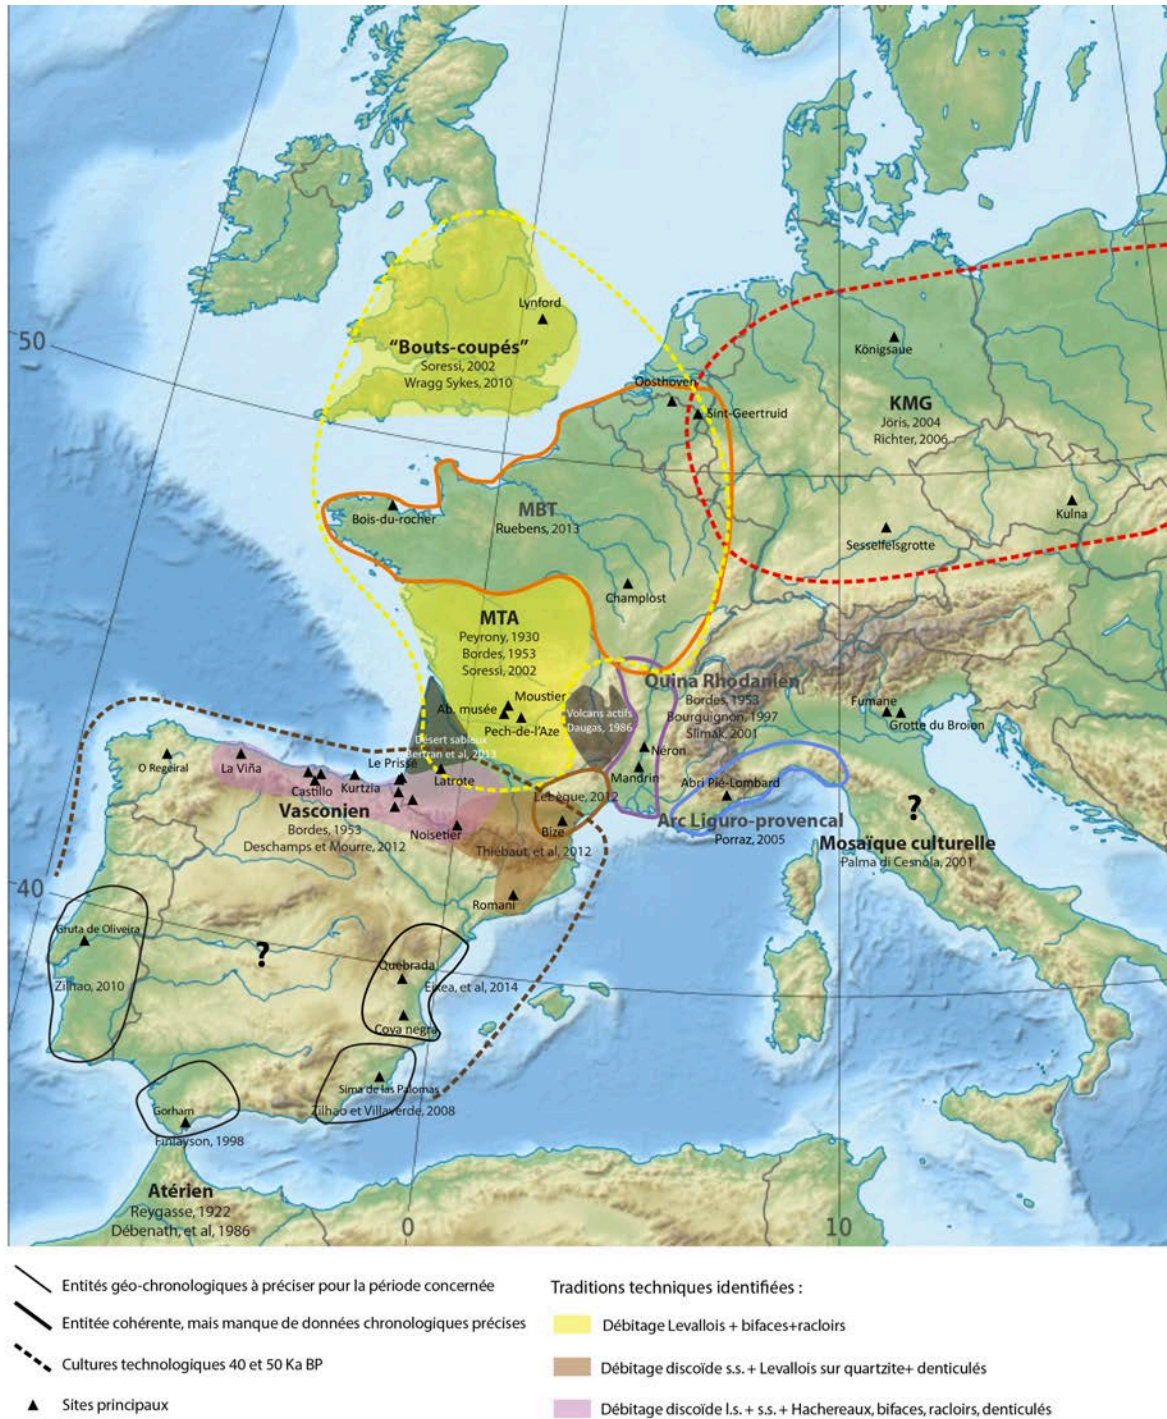 50
Lynford
“Bouts-coupés”
Soressi, 2002
Wragg Sykes, 2010
Königsaue
Oosthoven
Sint-Geertruid
KMG
Jöris, 2004
Richter, 2006
Bois-du-rocher
MBT
Ruebens, 2013
Kulna
Sesselfelsgrotte
Champlost
MTA
Peyrony, 1930
Bordes, 1953
Soressi, 2002
Quina Rhodanien
Bordes, 1953
Bourguignon, 1997
Slimak, 2001
Moustier
Ab. musée
Pech-de-l’Aze
Volcans actifs
Daugas, 1986
Fumane
Grotte du Broion
Désert sableux
Bertran et al, 2013
Néron
Mandrin
O Regeiral
La Viña
Le Prissé
Latrote
Castillo
Kurtzia
Abri Pié-Lombard
Lebègue, 2012
Vasconien
Bordes, 1953
Deschamps et Mourre, 2012
Noisetier
Bize
Thiébaut, et al, 2012
Arc Liguro-provencal
Porraz, 2005
?
Mosaïque culturelle
Palma di Cesnola, 2001
40
Romani
Gruta de Oliveira
?
Zilhao, 2010
Quebrada
Eixea, et al, 2014
Cova negra
Sima de las Palomas
Zilhao et Villaverde, 2008
Gorham
Finlayson, 1998
Atérien
Reygasse, 1922
Débenath, et al, 1986
0
10
Entités géo-chronologiques à préciser pour la période concernée
Entitée cohérente, mais manque de données chronologiques précises
Cultures technologiques 40 et 50 Ka BP
Sites principaux
Traditions techniques identifiées :
Débitage Levallois + bifaces+racloirs
Débitage discoïde s.s. + Levallois sur quartzite+ denticulés
Débitage discoïde l.s. + s.s. + Hachereaux, bifaces, racloirs, denticulés